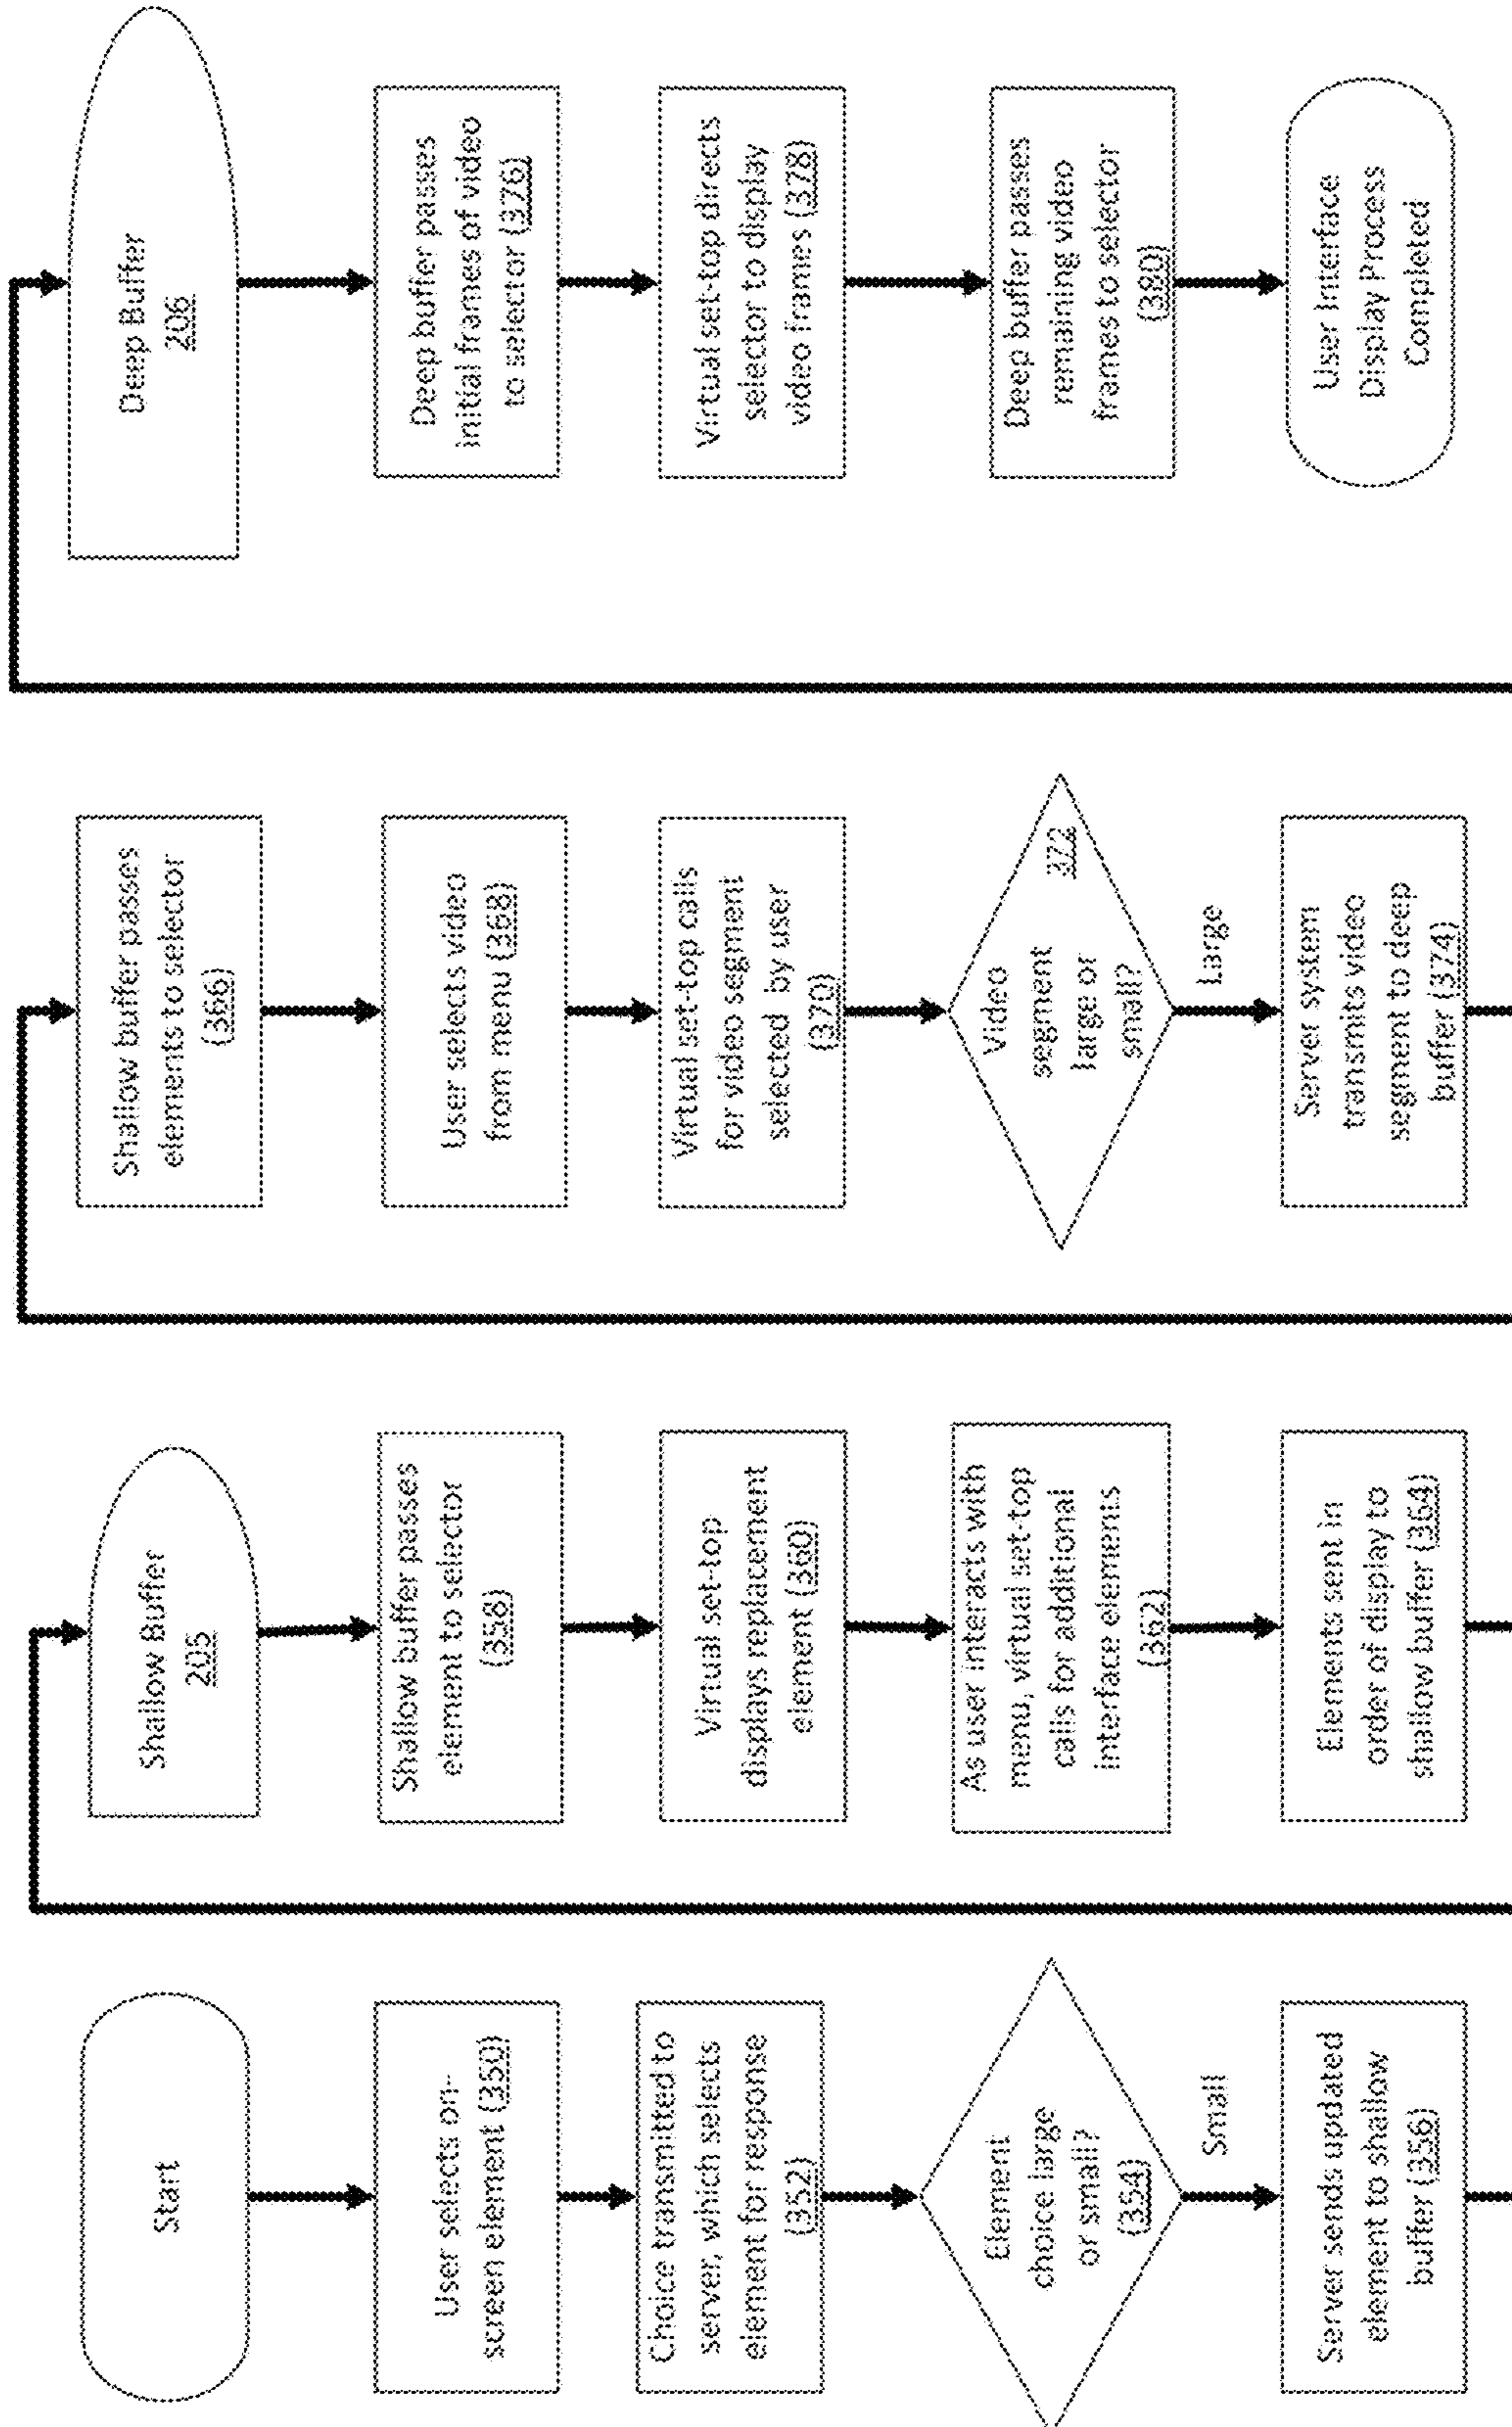 Start
User selects on-
screen element (350)
Choice transmitted to
server, which selects
element for response
(352)
Element
choice large
or small?
(354)
Small
Server sends updated
element to shallow
buffer (356)
Shallow Buffer
205
Shallow buffer passes
element to selector
(358)
Virtual set-top
displays replacement
element (360)
As user interacts with
menu, virtual set-top
calls for additional
interface elements
(362)
Elements sent in
order of display to
shallow buffer (364)
Shallow buffer passes
elements to selector
(366)
User selects video
from menu (368)
Virtual set-top calls
for video segment
selected by user
(370)
Video
segment
large or
small?
372
Large
Server system
transmits video
segment to deep
buffer (374)
Deep Buffer
206
Deep buffer passes
initial frames of video
to selector (376)
Virtual set-top directs
selector to display
video frames (378)
Deep buffer passes
remaining video
frames to selector
(380)
User Interface
Display Process
Completed